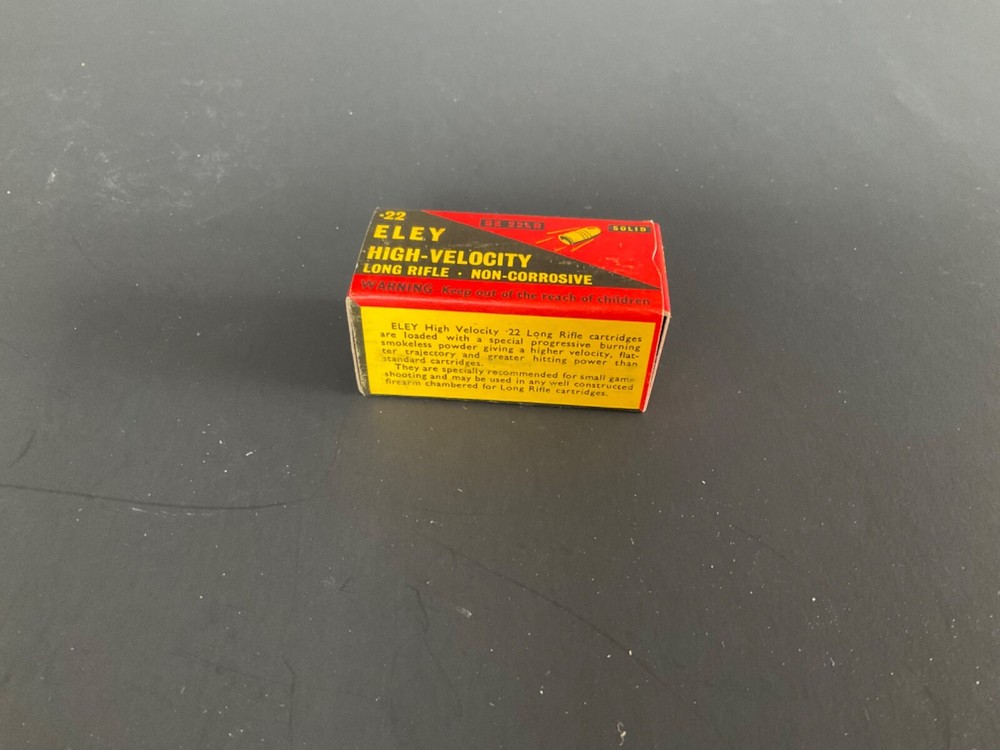 ·22
SOLID
ELEY
HIGH-VELOCITY
LONG RIFLE · NON-CORROSIVE
WARNING Keep out of the reach of children
ELEY High Velocity ·22 Long Rifle cartridges
are loaded with a special progressive burning
smokeless powder giving a higher velocity, flat-
ter trajectory and greater hitting power than
standard cartridges.
They are specially recommended for small game
shooting and may be used in any well constructed
firearm chambered for Long Rifle cartridges.